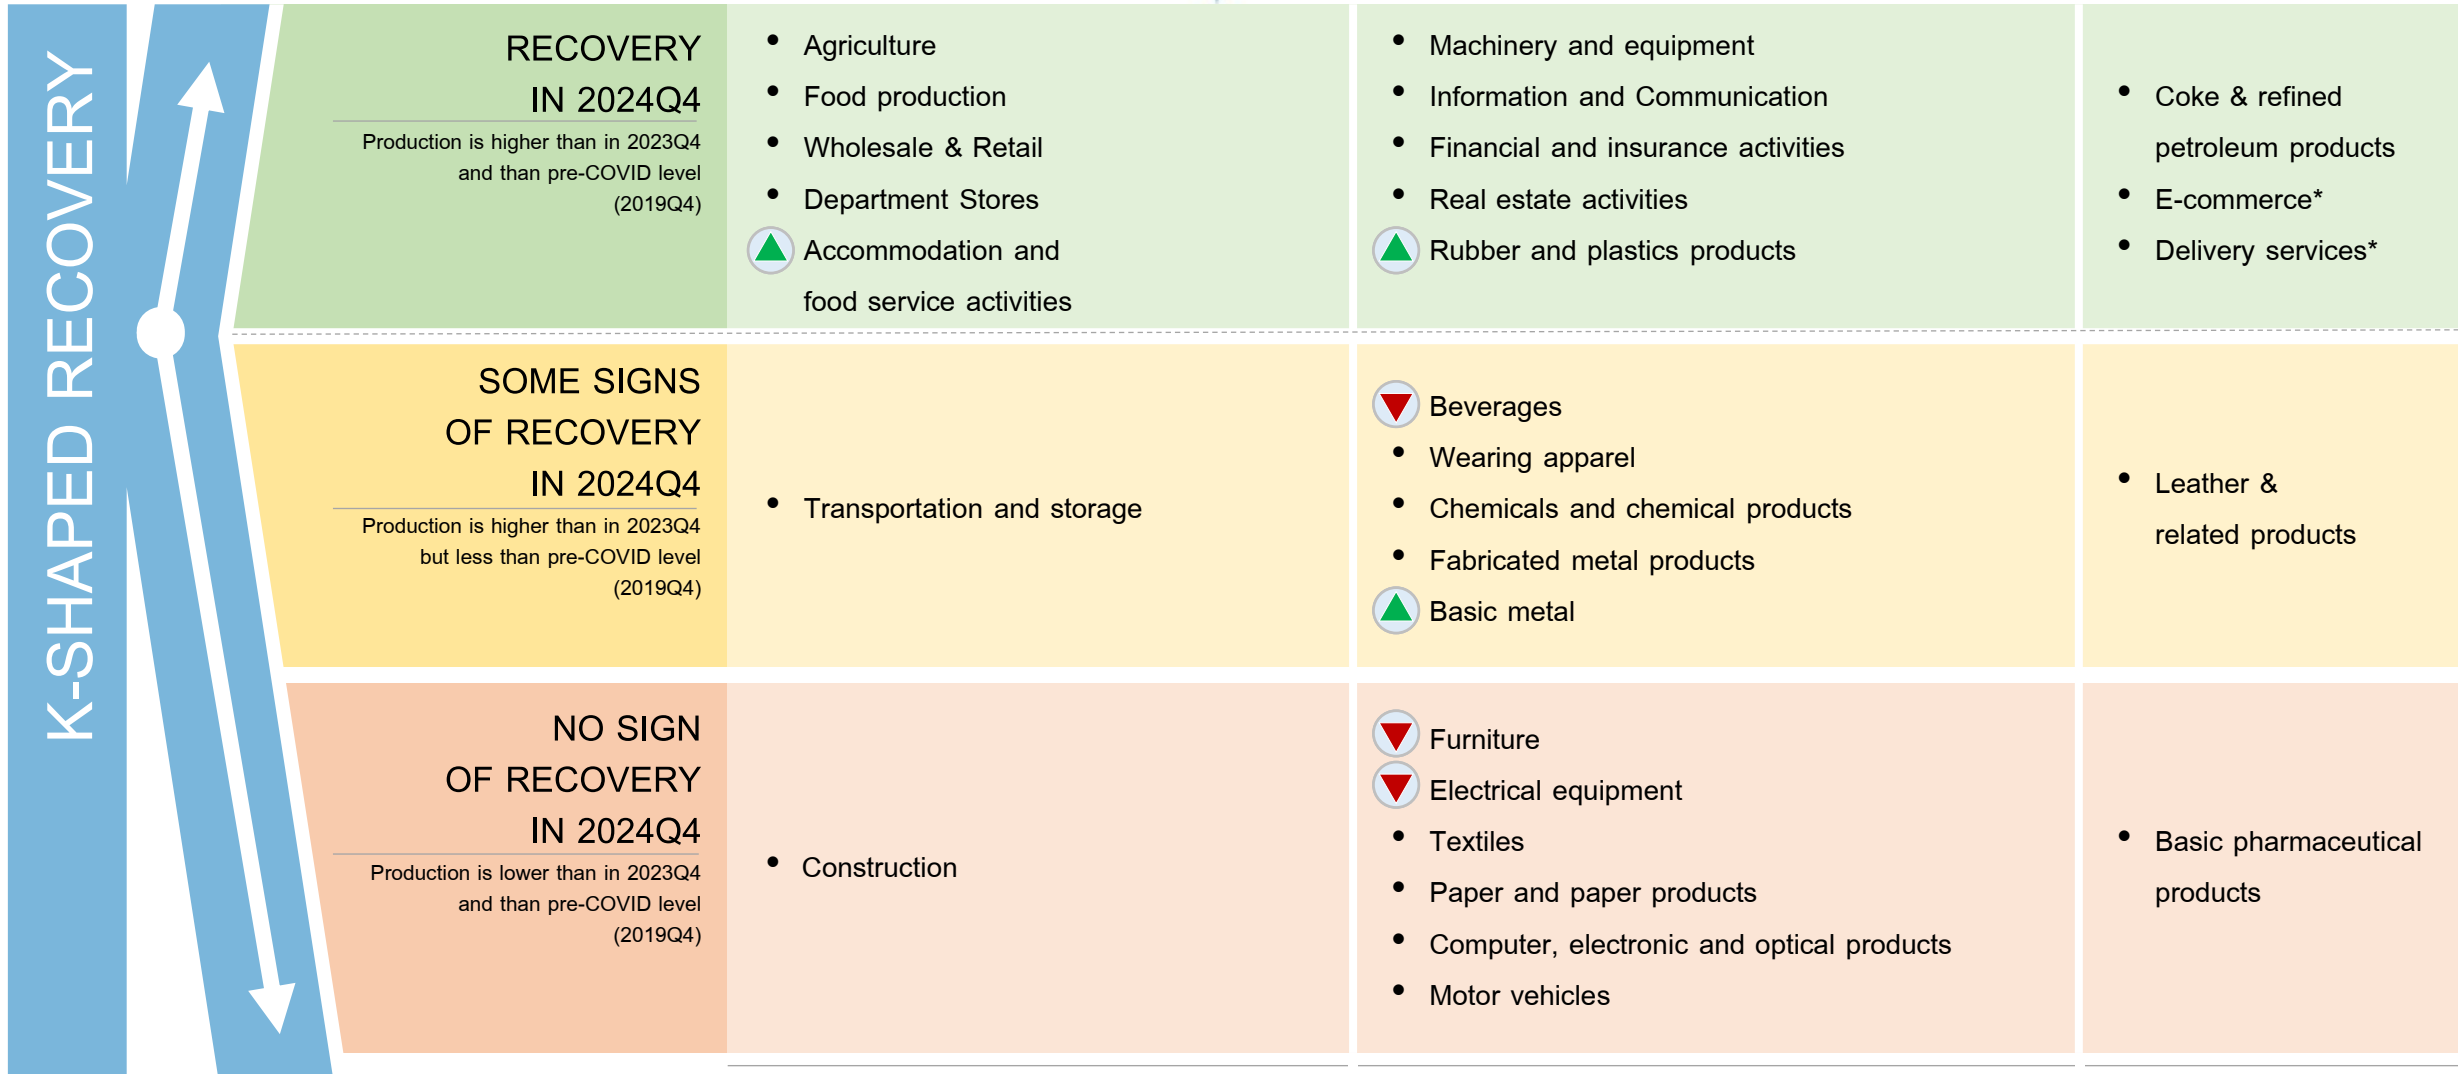 K-SHAPED RECOVERY
RECOVERY
IN 2024Q4
Production is higher than in 2023Q4
and than pre-COVID level
(2019Q4)
• Agriculture
• Food production
• Wholesale & Retail
• Department Stores
Accommodation and
food service activities
• Machinery and equipment
• Information and Communication
• Financial and insurance activities
• Real estate activities
Rubber and plastics products
• Coke & refined
petroleum products
• E-commerce*
• Delivery services*
SOME SIGNS
OF RECOVERY
IN 2024Q4
Production is higher than in 2023Q4
but less than pre-COVID level
(2019Q4)
• Transportation and storage
Beverages
• Wearing apparel
• Chemicals and chemical products
• Fabricated metal products
Basic metal
• Leather &
related products
NO SIGN
OF RECOVERY
IN 2024Q4
Production is lower than in 2023Q4
and than pre-COVID level
(2019Q4)
• Construction
Furniture
Electrical equipment
• Textiles
• Paper and paper products
• Computer, electronic and optical products
• Motor vehicles
• Basic pharmaceutical
products